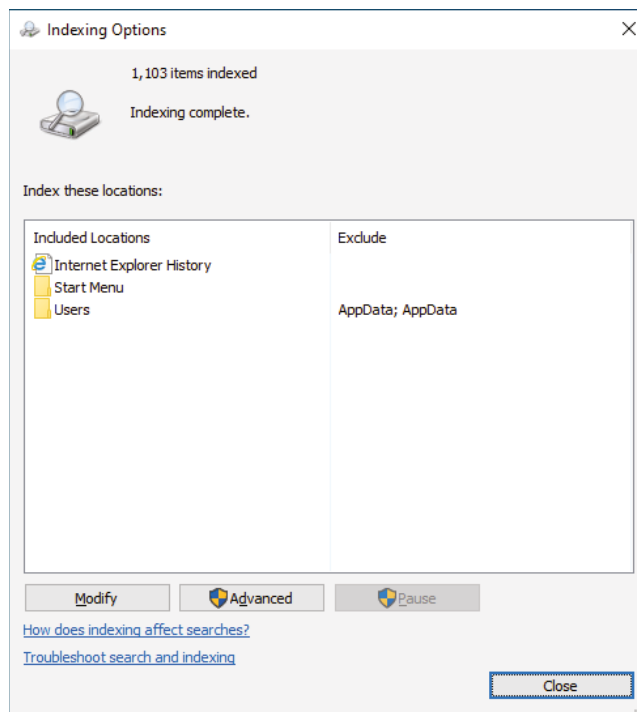 Indexing Options
1,103 items indexed
Indexing complete.
Index these locations:
Included Locations Exclude
Internet Explorer History
Start Menu
Users AppData; AppData
Modify Advanced Pause
How does indexing affect searches?
Troubleshoot search and indexing
Close